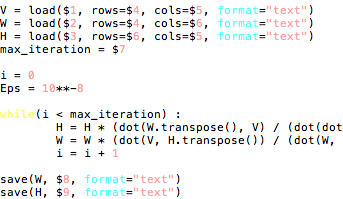 V = load($1, rows=$4, cols=$5, format="text")
W = load($2, rows=$4, cols=$6, format="text")
H = load($3, rows=$6, cols=$5, format="text")
max_iteration = $7
i = 0
Eps = 10**-8
while(i < max_iteration) :
H = H * (dot(W.transpose(), V) / (dot(dot
W = W * (dot(V, H.transpose()) / (dot(W,
i = i + 1
save(W, $8, format="text")
save(H, $9, format="text")